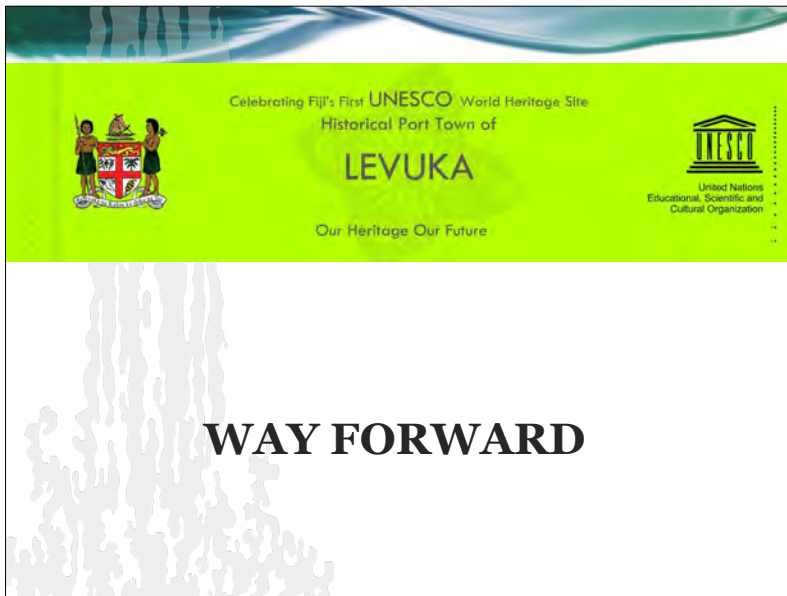 Celebrating Fiji's First UNESCO World Heritage Site
Historical Port Town of
LEVUKA
Our Heritage Our Future
UNESCO
United Nations
Educational, Scientific and
Cultural Organization
WAY FORWARD